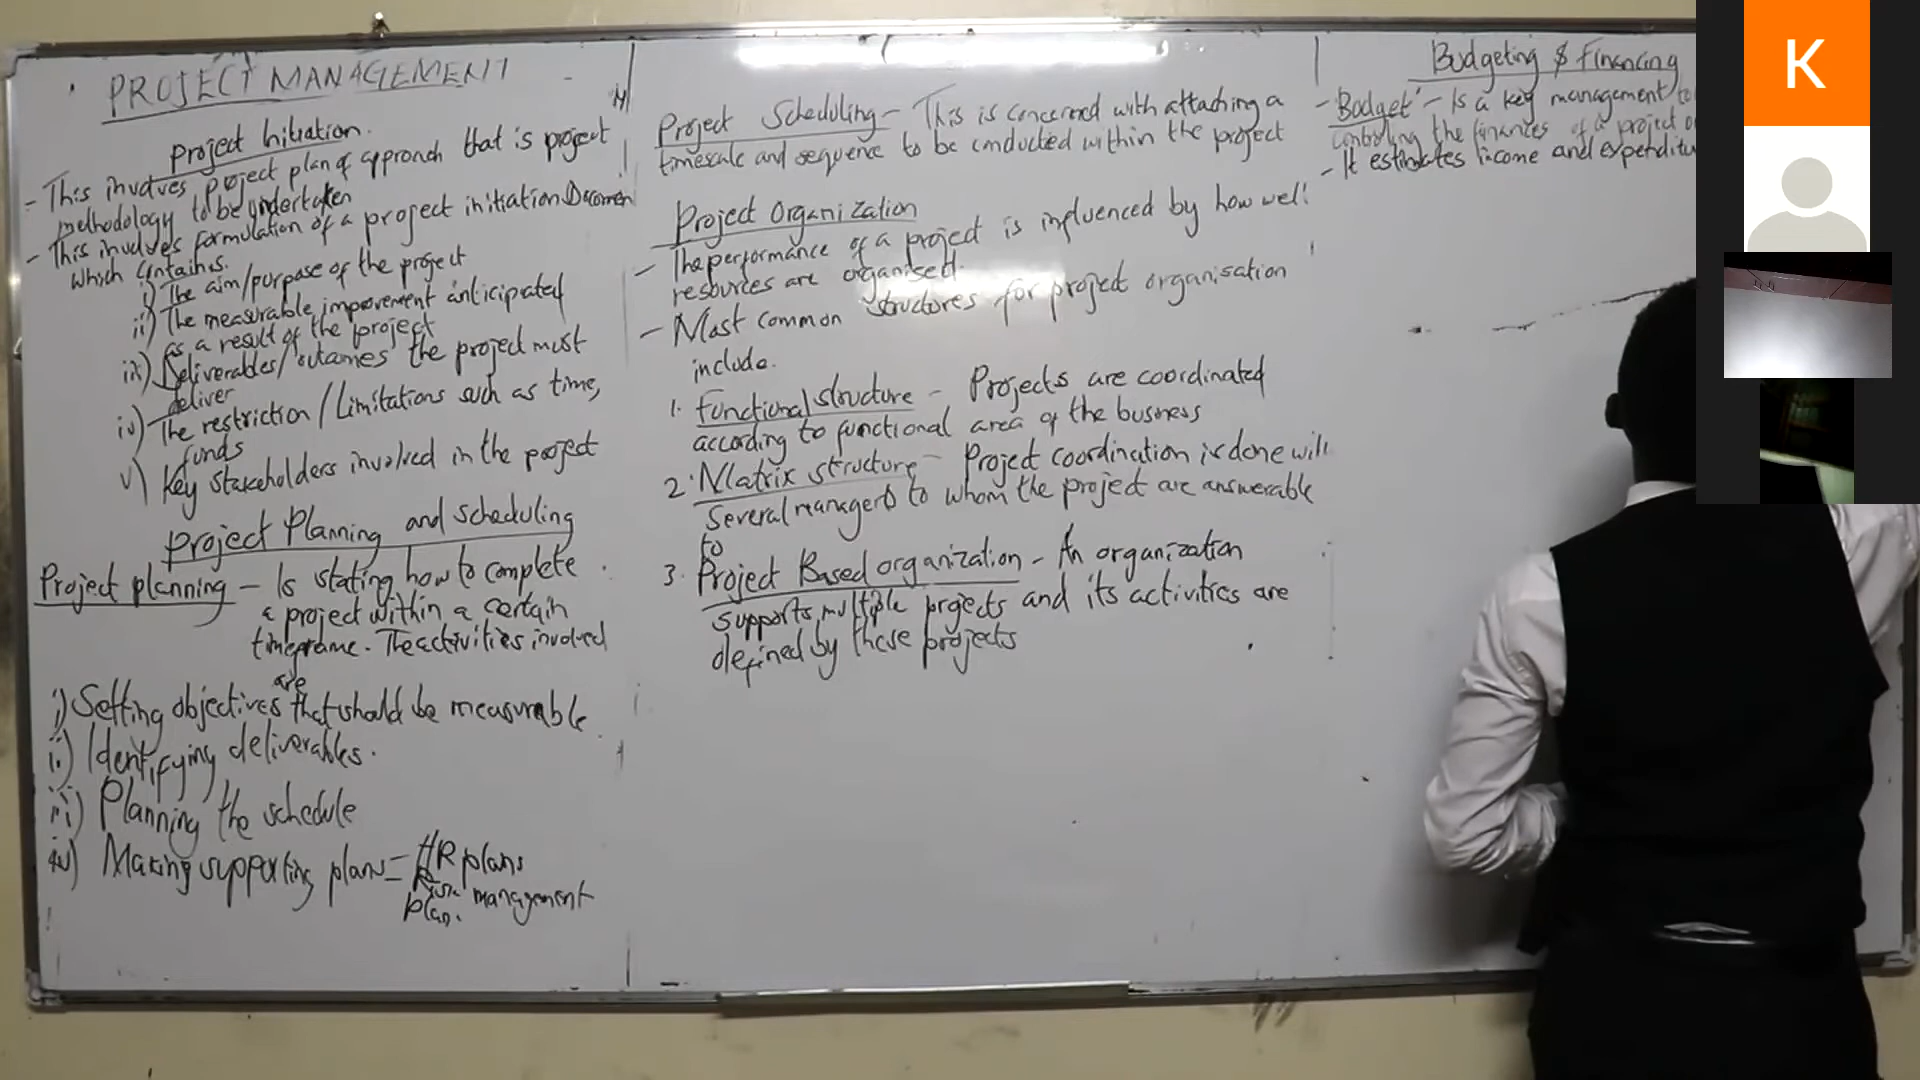 PROJECT MANAGEMENT
Project Initiation.
- This involves project plan of approach that is project
methodology to be undertaken
- This involves formulation of a project initiation Documen
which contains.
i) The aim/purpose of the project
ii) The measurable improvement anticipated
as a result of the project
iii) Deliverables/outcomes the project must
deliver
iv) The restriction/Limitations such as time,
funds
v) Key stakeholders involved in the project
Project Planning and scheduling
Project planning - Is stating how to complete
a project within a certain
timeframe. The activities involved
are
i) Setting objectives that should be measurable
ii) Identifying deliverables.
iii) Planning the schedule
iv) Making supporting plans - HR plans
Risk management
plan.
Project Scheduling - This is concerned with attaching a
timescale and sequence to be conducted within the project
Project Organization
- The performance of a project is influenced by how well
resources are organised.
- Most common structures for project organisation
include.
1. Functional structure - Projects are coordinated
according to functional area of the business
2. Matrix structure - Project coordination is done will
several managers to whom the project are answerable
to
3. Project Based organization - An organization
supports multiple projects and its activities are
defined by these projects
Budgeting & Financing
- Budget - Is a key management to
controlling the finances of a project o
- It estimates income and expenditu
K